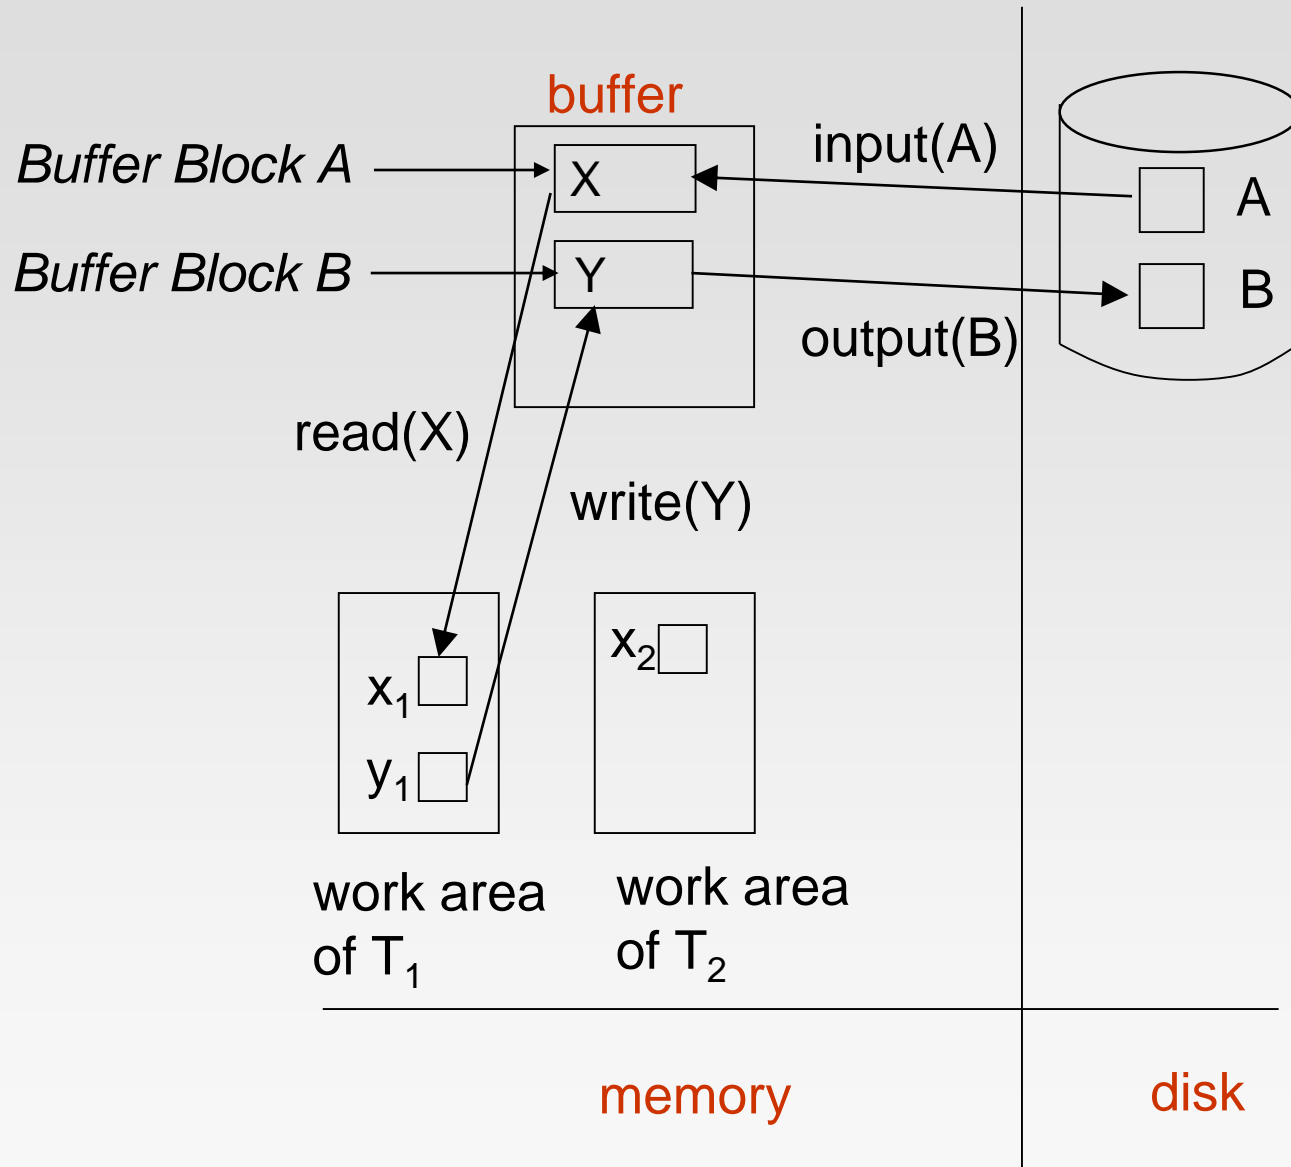 buffer
Buffer Block A
X
input(A)
A
Buffer Block B
Y
B
output(B)
read(X)
write(Y)
x₁
x₂
y₁
work area
of T₁
work area
of T₂
memory
disk